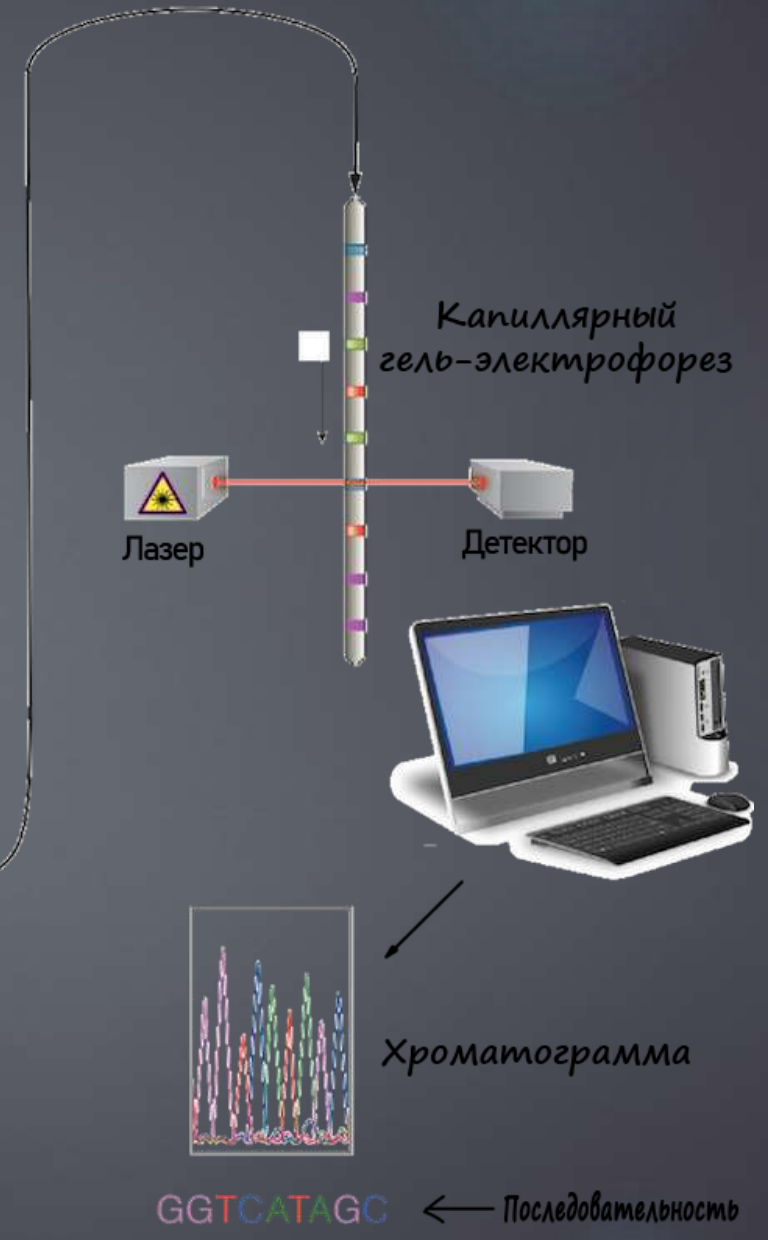 Капиллярный
гель-электрофорез
Лазер
Детектор
Хроматограмма
GGTCATAGC
Последовательность